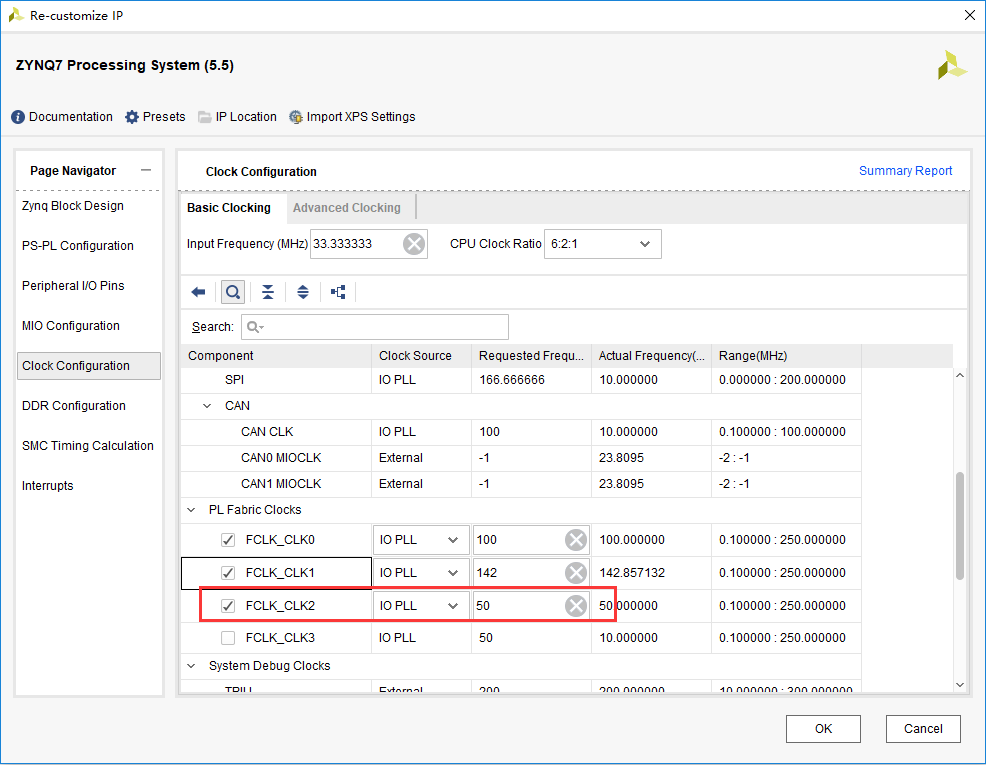 Re-customize IP
ZYNQ7 Processing System (5.5)
Documentation Presets IP Location Import XPS Settings
Page Navigator
Zynq Block Design
PS-PL Configuration
Peripheral I/O Pins
MIO Configuration
Clock Configuration
DDR Configuration
SMC Timing Calculation
Interrupts
Clock Configuration Summary Report
Basic Clocking Advanced Clocking
Input Frequency (MHz) 33.333333 CPU Clock Ratio 6:2:1
Search:
Component Clock Source Requested Frequ... Actual Frequency(... Range(MHz)
SPI IO PLL 166.666666 10.000000 0.000000 : 200.000000
CAN
CAN CLK IO PLL 100 10.000000 0.100000 : 100.000000
CAN0 MIOCLK External -1 23.8095 -2 : -1
CAN1 MIOCLK External -1 23.8095 -2 : -1
PL Fabric Clocks
FCLK_CLK0 IO PLL 100 100.000000 0.100000 : 250.000000
FCLK_CLK1 IO PLL 142 142.857132 0.100000 : 250.000000
FCLK_CLK2 IO PLL 50 50.000000 0.100000 : 250.000000
FCLK_CLK3 IO PLL 50 10.000000 0.100000 : 250.000000
System Debug Clocks
TPIU External 200 200.000000 10.000000 : 300.000000
OK Cancel